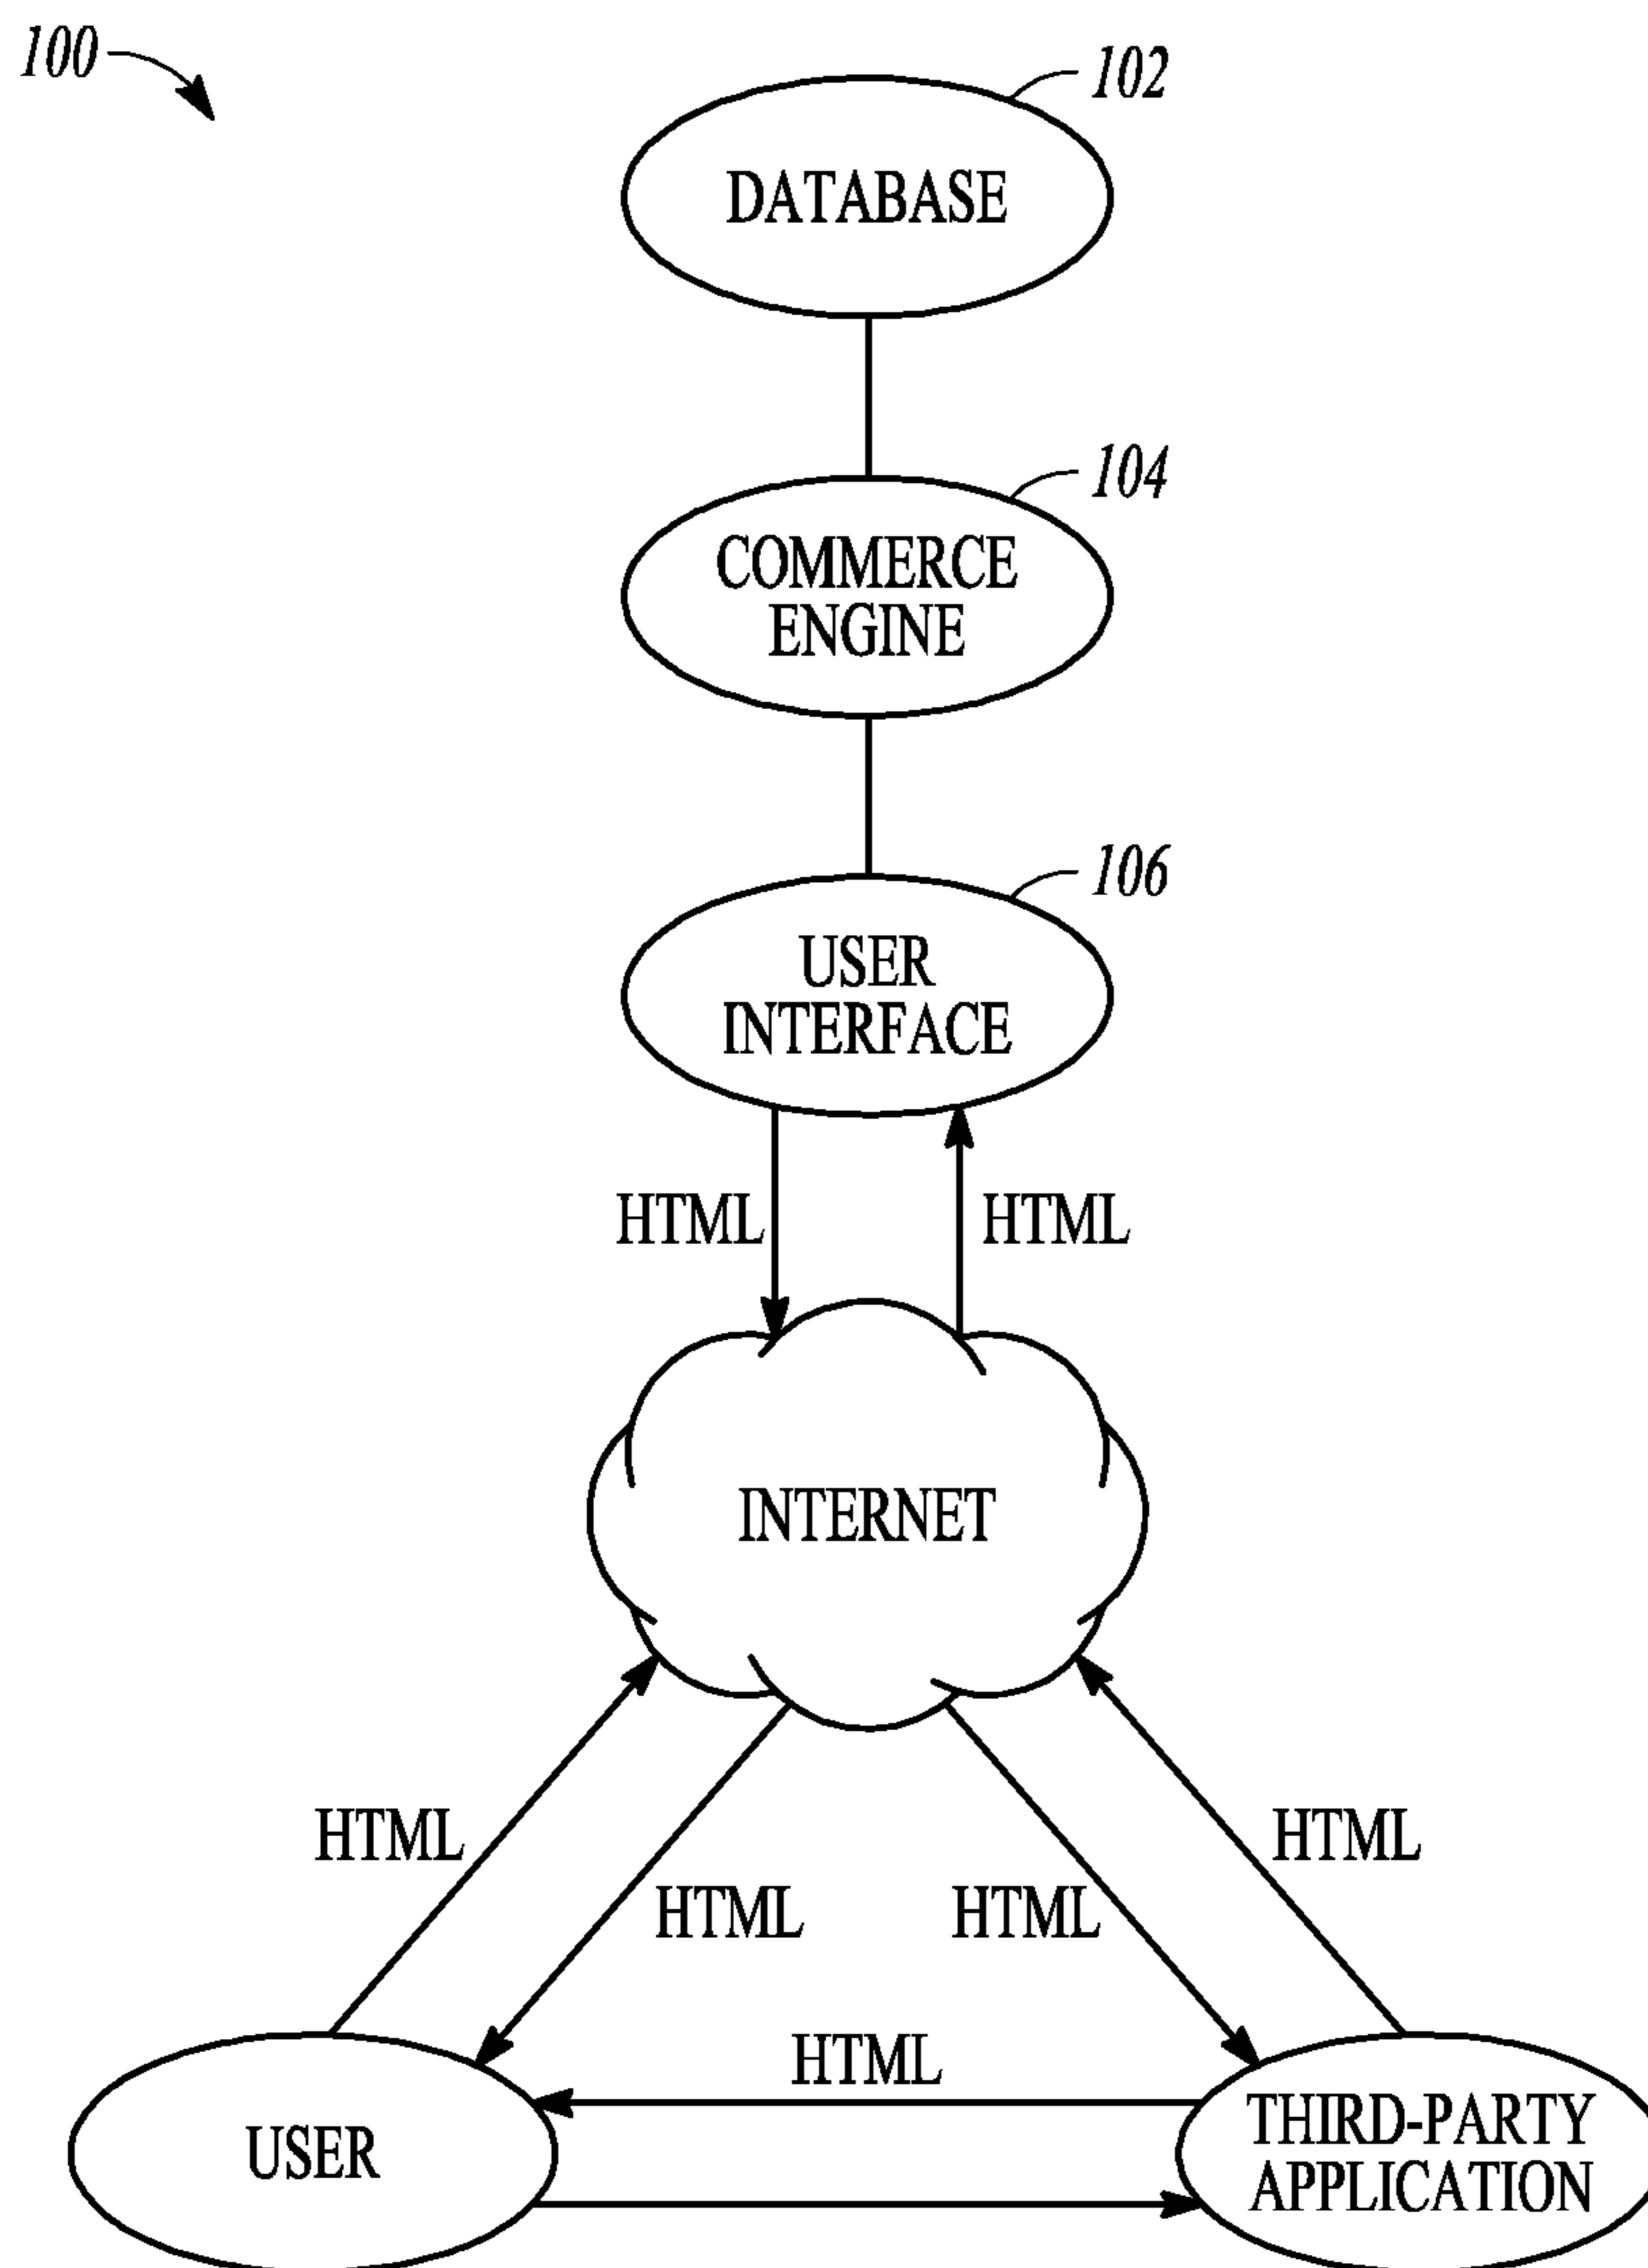 100
102
DATABASE
104
COMMERCE
ENGINE
106
USER
INTERFACE
HTML
HTML
INTERNET
HTML
HTML
HTML
HTML
HTML
USER
THIRD-PARTY
APPLICATION